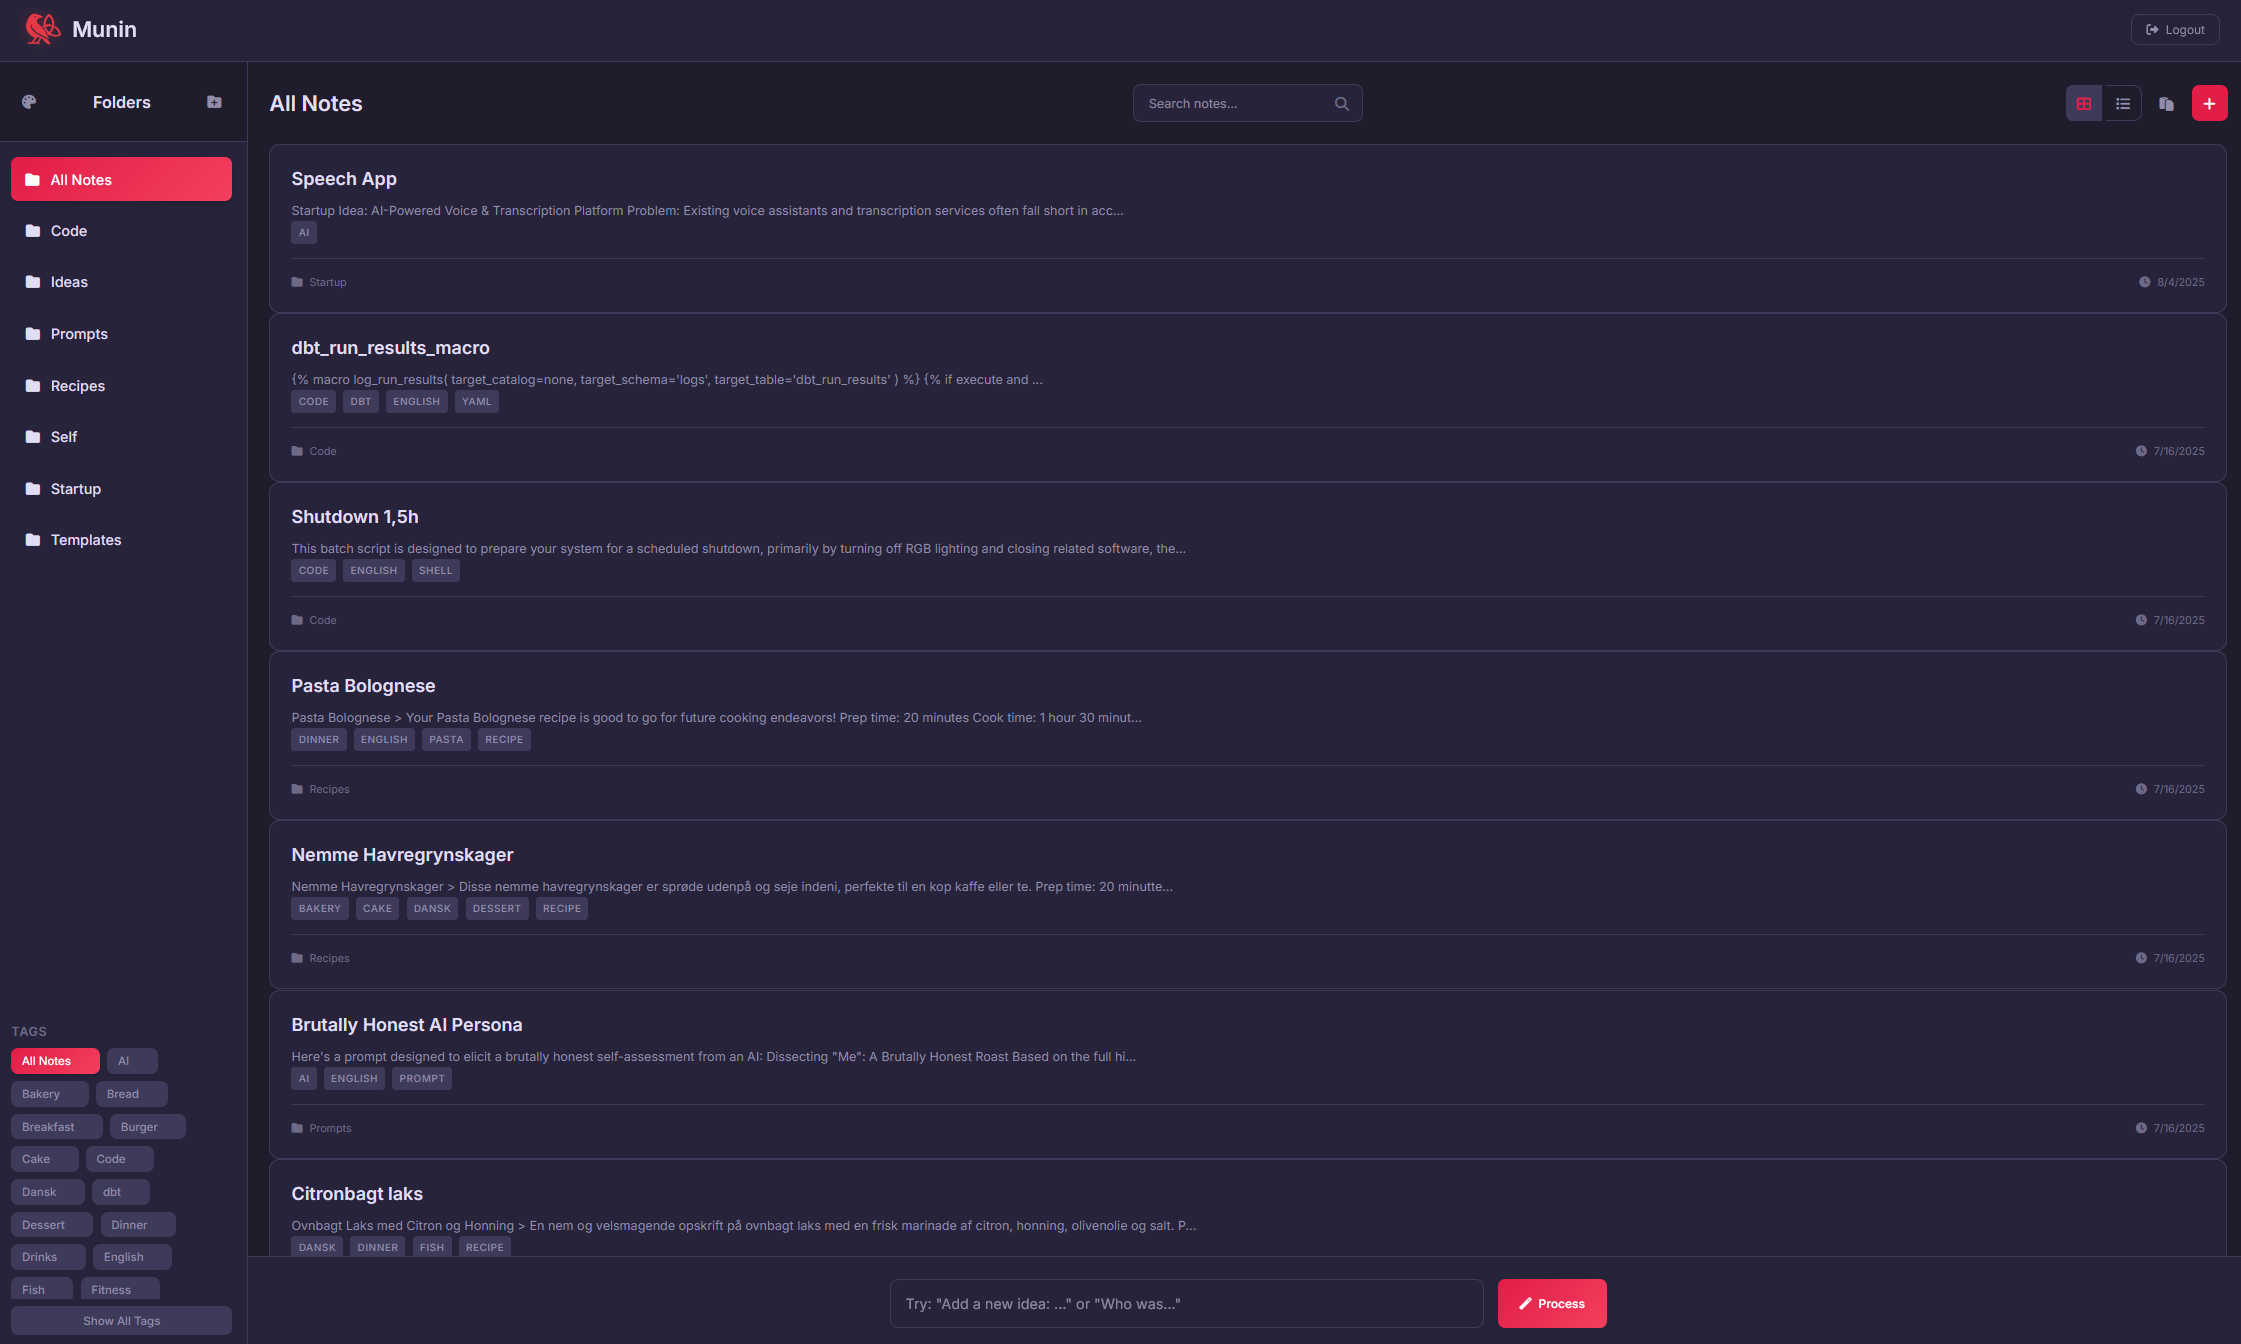 Munin
Logout
Folders
All Notes
Code
Ideas
Prompts
Recipes
Self
Startup
Templates
TAGS
All Notes AI
Bakery Bread
Breakfast Burger
Cake Code
Dansk dbt
Dessert Dinner
Drinks English
Fish Fitness
Show All Tags
All Notes
Search notes...
Speech App
Startup Idea: AI-Powered Voice & Transcription Platform Problem: Existing voice assistants and transcription services often fall short in acc...
AI
Startup 8/4/2025
dbt_run_results_macro
{% macro log_run_results( target_catalog=none, target_schema='logs', target_table='dbt_run_results' ) %} {% if execute and ...
CODE DBT ENGLISH YAML
Code 7/16/2025
Shutdown 1,5h
This batch script is designed to prepare your system for a scheduled shutdown, primarily by turning off RGB lighting and closing related software, the...
CODE ENGLISH SHELL
Code 7/16/2025
Pasta Bolognese
Pasta Bolognese > Your Pasta Bolognese recipe is good to go for future cooking endeavors! Prep time: 20 minutes Cook time: 1 hour 30 minut...
DINNER ENGLISH PASTA RECIPE
Recipes 7/16/2025
Nemme Havregrynskager
Nemme Havregrynskager > Disse nemme havregrynskager er sprøde udenpå og seje indeni, perfekte til en kop kaffe eller te. Prep time: 20 minutte...
BAKERY CAKE DANSK DESSERT RECIPE
Recipes 7/16/2025
Brutally Honest AI Persona
Here's a prompt designed to elicit a brutally honest self-assessment from an AI: Dissecting "Me": A Brutally Honest Roast Based on the full hi...
AI ENGLISH PROMPT
Prompts 7/16/2025
Citronbagt laks
Ovnbagt Laks med Citron og Honning > En nem og velsmagende opskrift på ovnbagt laks med en frisk marinade af citron, honning, olivenolie og salt. P...
DANSK DINNER FISH RECIPE
Try: "Add a new idea: ..." or "Who was..."
Process